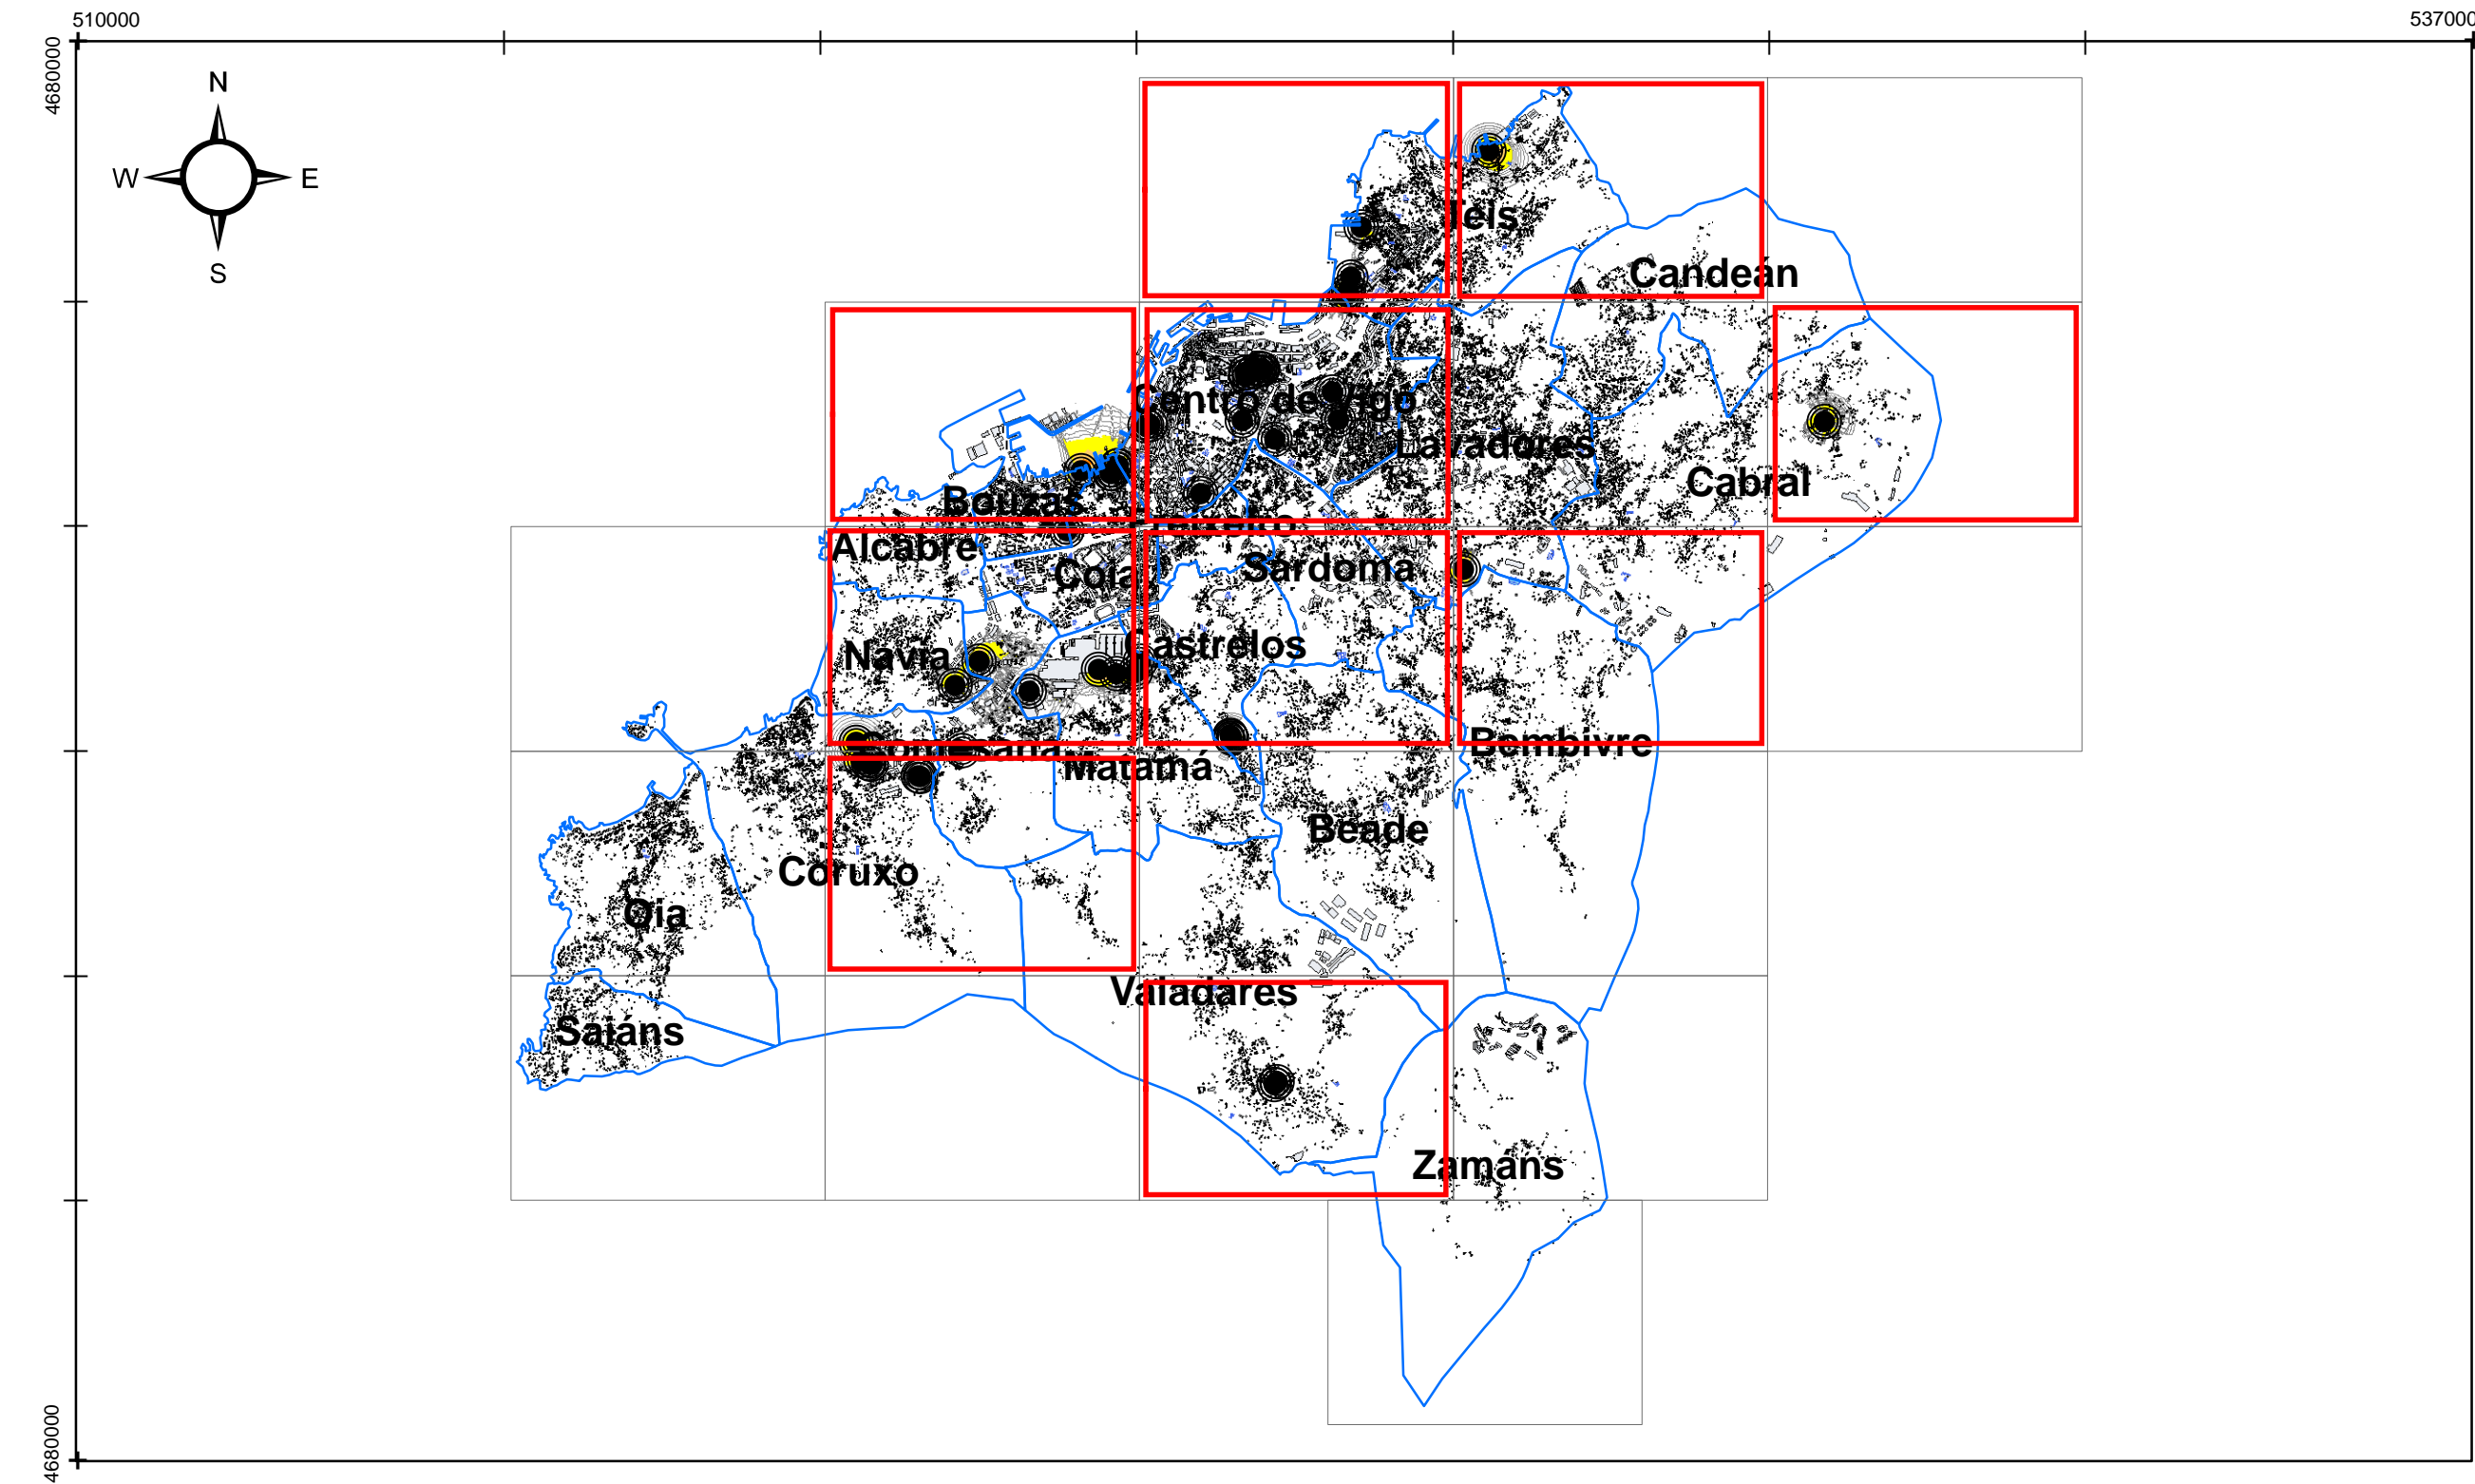 510000
537000
4680000
N
W
E
S
Teis
Candeán
Centro de Vigo
Lavadores
Cabral
Bouzas
Alcabre
Coia
Sardoma
Castrelos
Navia
Bembivre
Matamá
Beade
Coruxo
Oia
Valadares
Saiáns
Zamáns
4680000